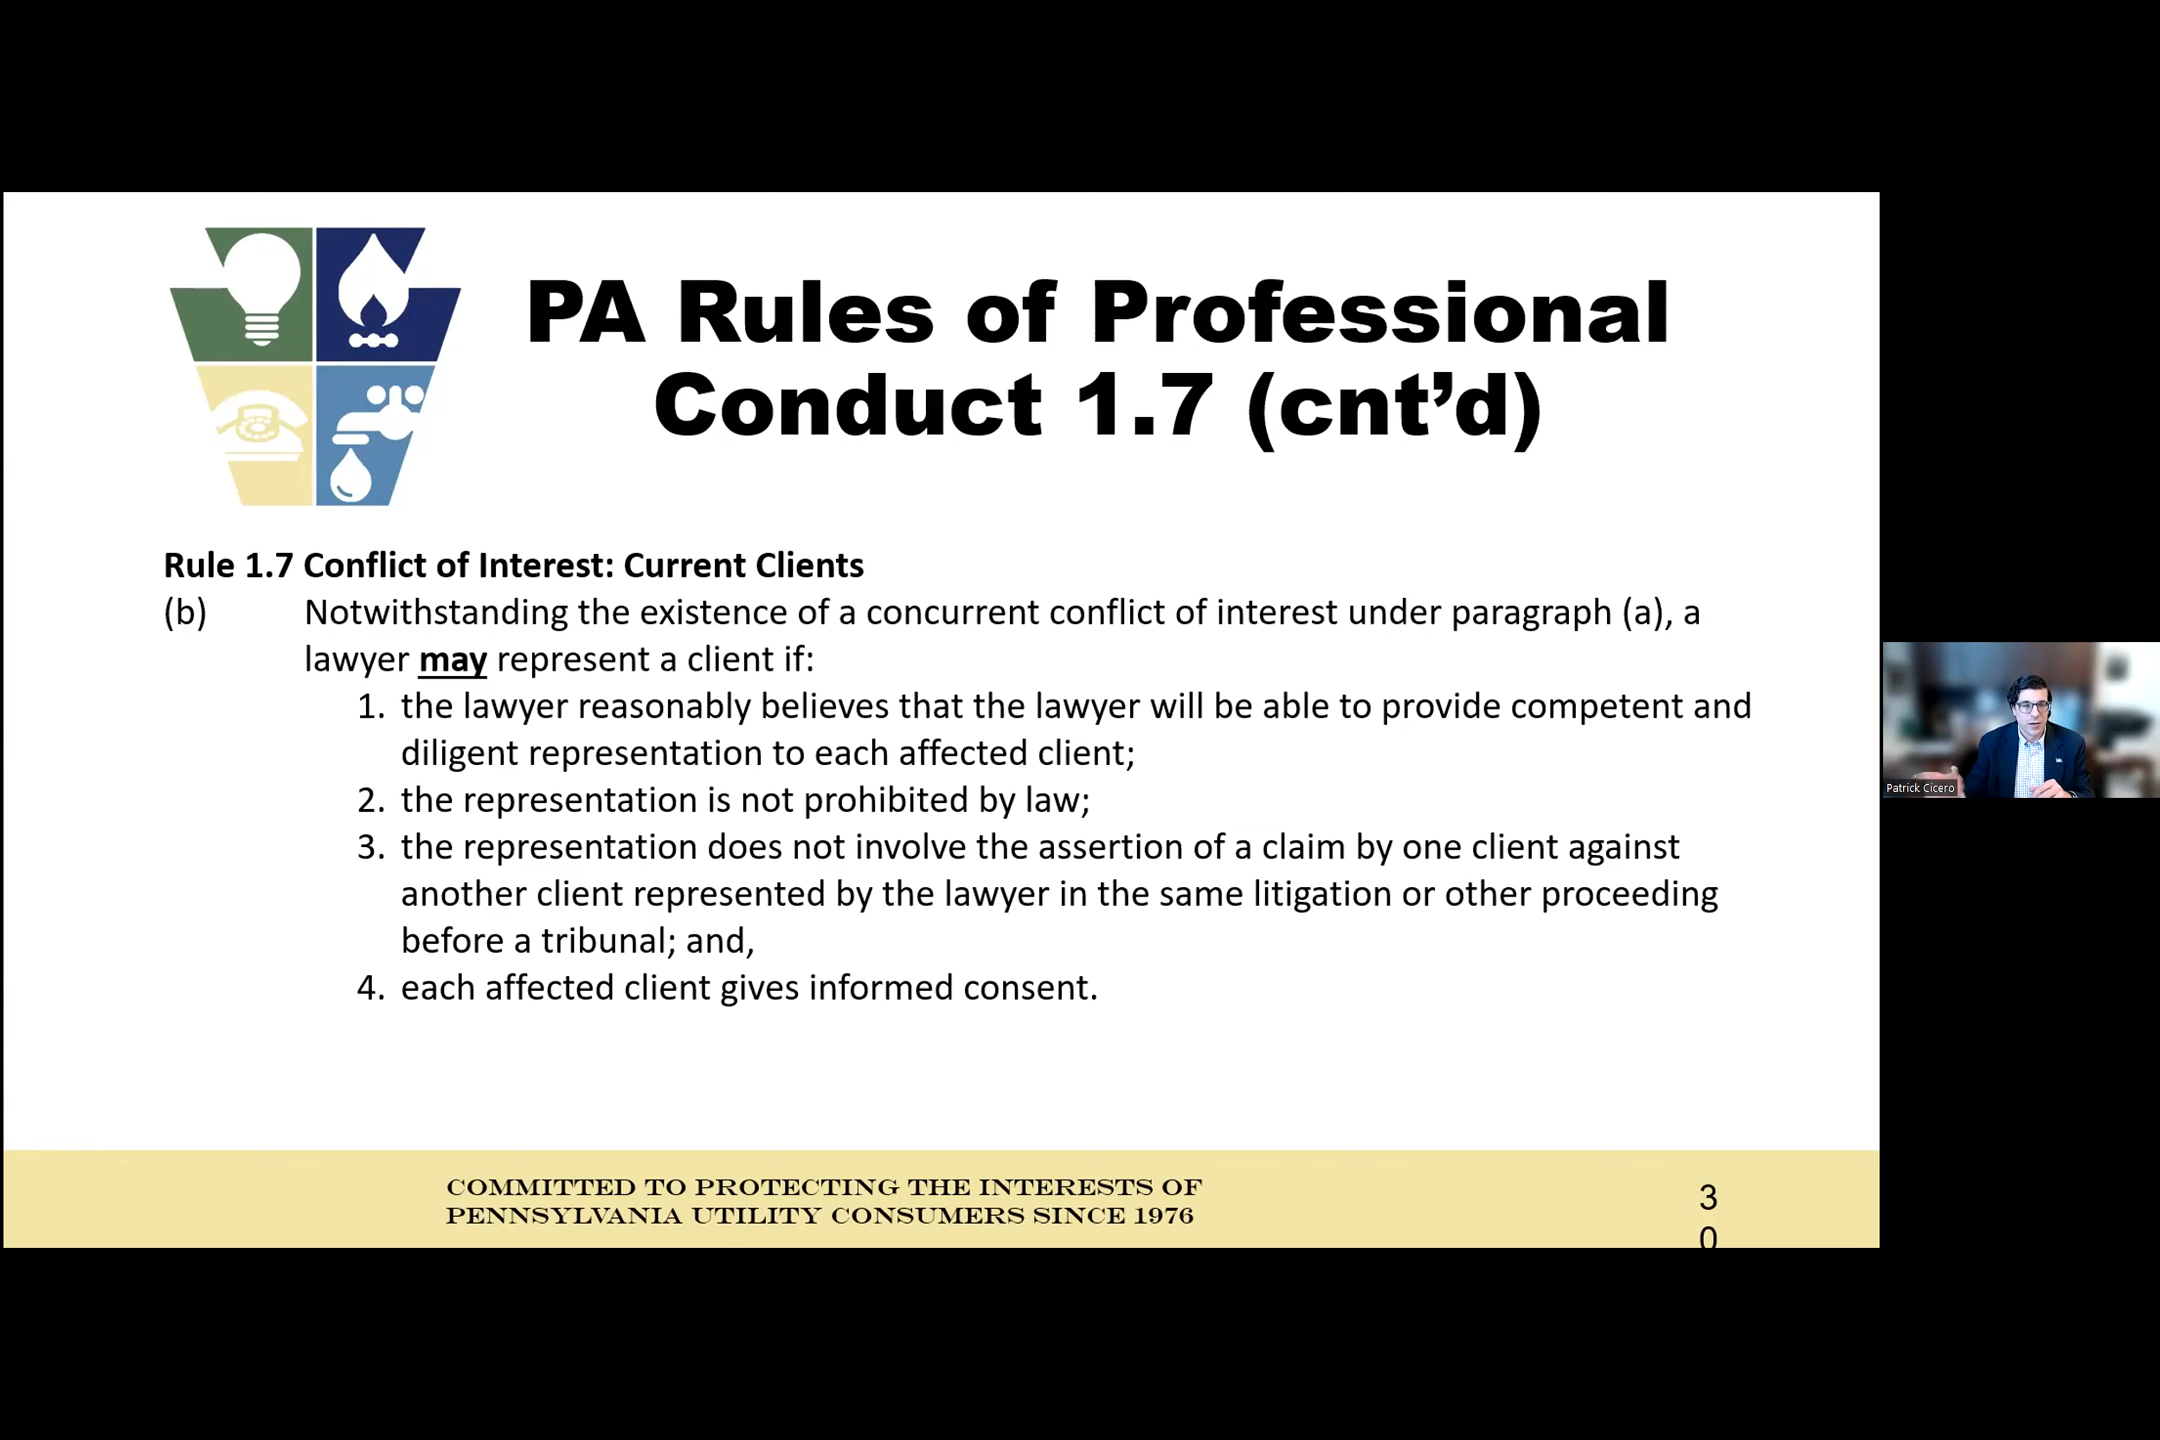 PA Rules of Professional
Conduct 1.7 (cnt’d)
Rule 1.7 Conflict of Interest: Current Clients
(b) Notwithstanding the existence of a concurrent conflict of interest under paragraph (a), a
lawyer may represent a client if:
1. the lawyer reasonably believes that the lawyer will be able to provide competent and
diligent representation to each affected client;
2. the representation is not prohibited by law;
3. the representation does not involve the assertion of a claim by one client against
another client represented by the lawyer in the same litigation or other proceeding
before a tribunal; and,
4. each affected client gives informed consent.
Patrick Cicero
COMMITTED TO PROTECTING THE INTERESTS OF
PENNSYLVANIA UTILITY CONSUMERS SINCE 1976
3
0